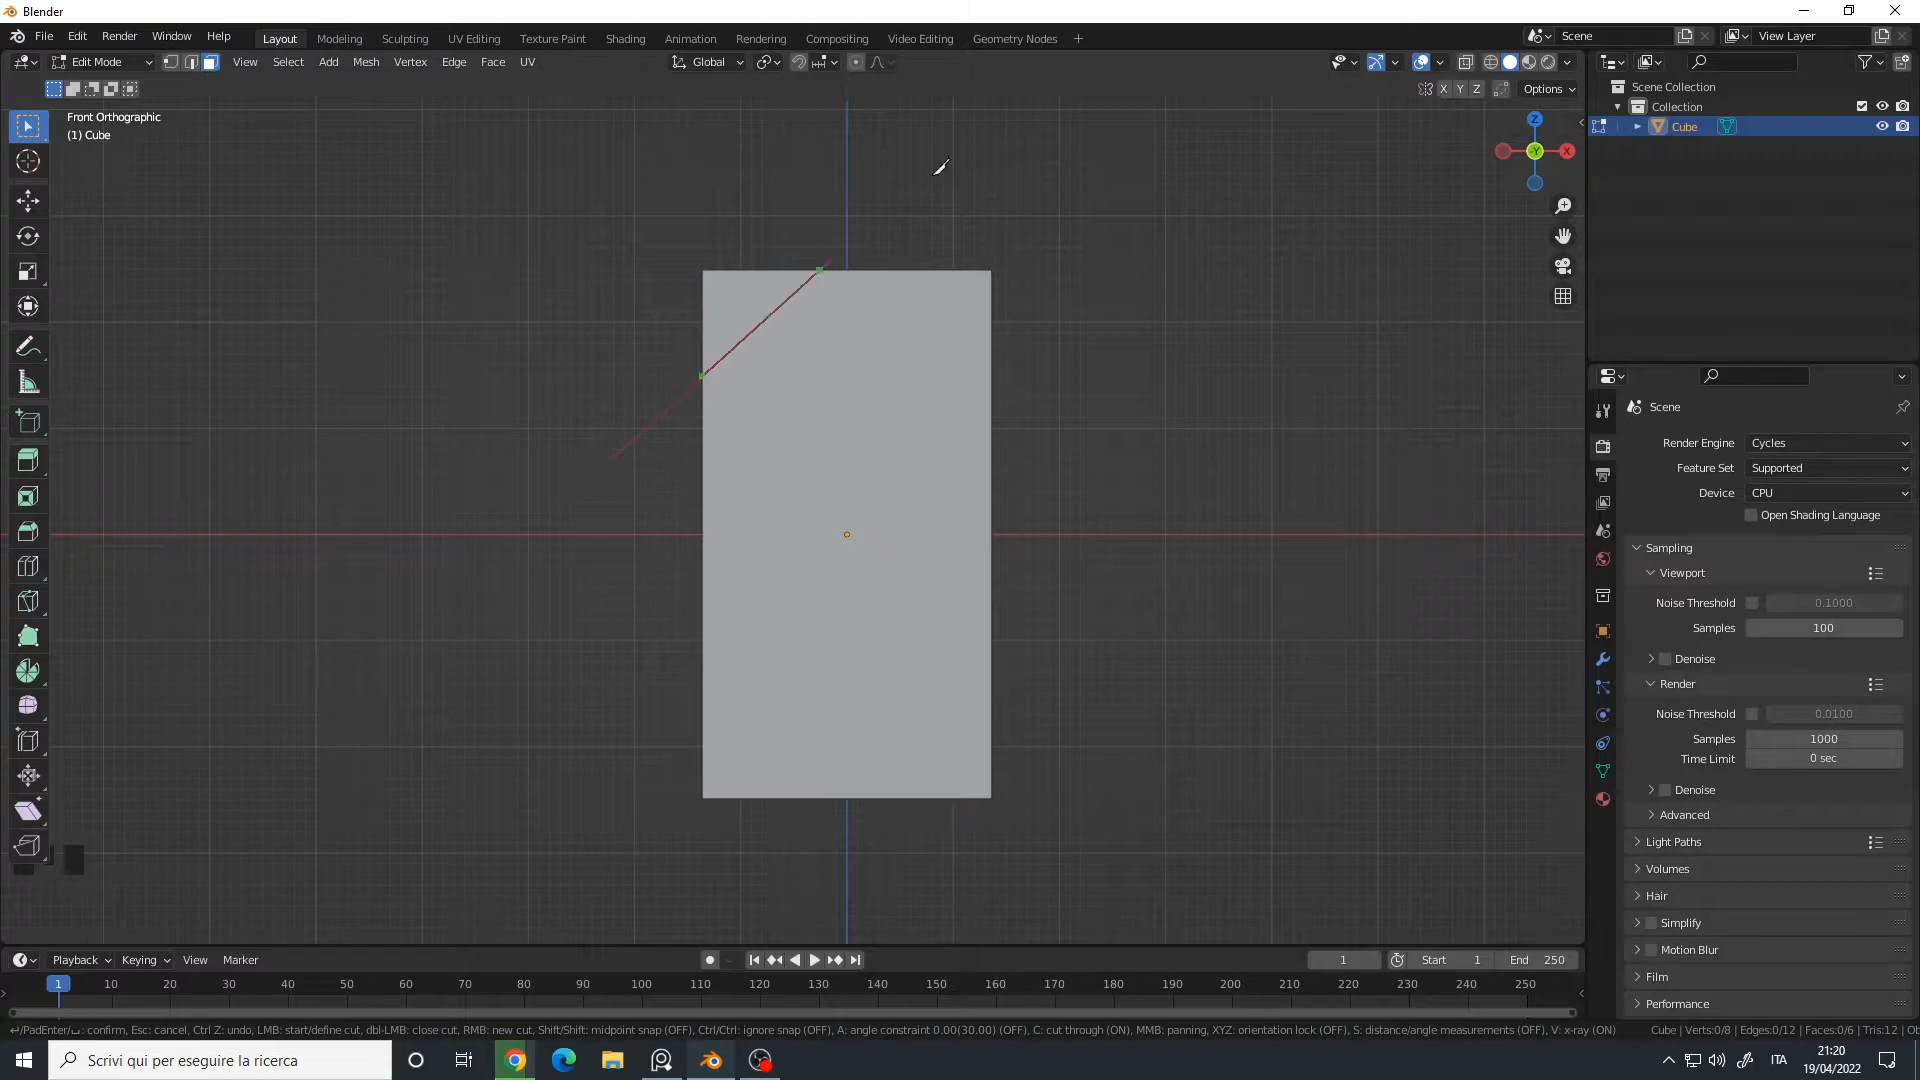 Blender
File Edit Render Window Help Layout Modeling Sculpting UV Editing Texture Paint Shading Animation Rendering Compositing Video Editing Geometry Nodes + Scene View Layer
Edit Mode View Select Add Mesh Vertex Edge Face UV Global
X Y Z Options
Front Orthographic
(1) Cube
Z
X
-Y
Scene Collection
Collection
Cube
Scene
Render Engine Cycles
Feature Set Supported
Device CPU
Open Shading Language
Sampling
Viewport
Noise Threshold 0.1000
Samples 100
Denoise
Render
Noise Threshold 0.0100
Samples 1000
Time Limit 0 sec
Denoise
Advanced
Light Paths
Volumes
Hair
Simplify
Motion Blur
Film
Performance
Playback Keying View Marker 1 Start 1 End 250
1 10 20 30 40 50 60 70 80 90 100 110 120 130 140 150 160 170 180 190 200 210 220 230 240 250
/PadEnter/: confirm, Esc: cancel, Ctrl Z: undo, LMB: start/define cut, dbl-LMB: close cut, RMB: new cut, Shift/Shift: midpoint snap (OFF), Ctrl/Ctrl: ignore snap (OFF), A: angle constraint 0.00(30.00) (OFF), C: cut through (ON), MMB: panning, XYZ: orientation lock (OFF), S: distance/angle measurements (OFF), V: x-ray (ON) Cube | Verts:0/8 | Edges:0/12 | Faces:0/6 | Tris:12 | Ob
Scrivi qui per eseguire la ricerca
ITA
21:20
19/04/2022